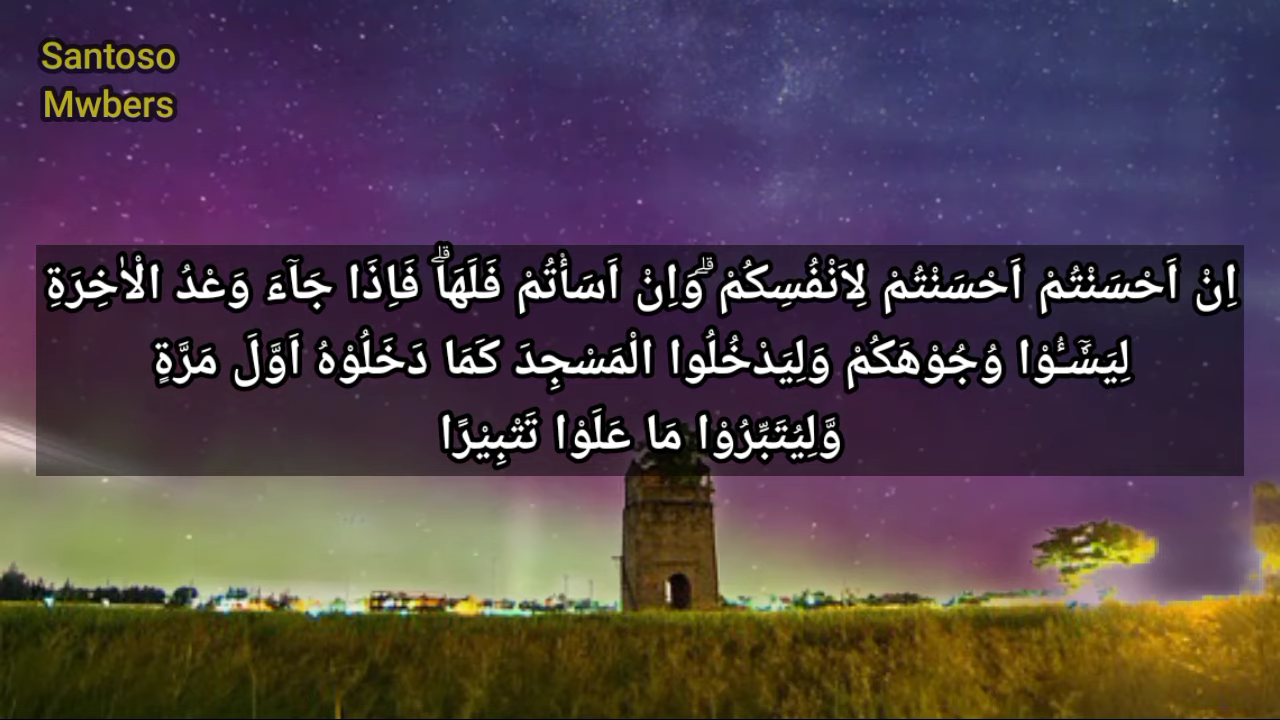 Santoso
Mwbers
اِنْ اَحْسَنْتُمْ اَحْسَنْتُمْ لِاَنْفُسِكُمْ ۗوَاِنْ اَسَأْتُمْ فَلَهَاۗ فَاِذَا جَاۤءَ وَعْدُ الْاٰخِرَةِ
لِيَسٗۤـُٔوْا وُجُوْهَكُمْ وَلِيَدْخُلُوا الْمَسْجِدَ كَمَا دَخَلُوْهُ اَوَّلَ مَرَّةٍ
وَّلِيُتَبِّرُوْا مَا عَلَوْا تَتْبِيْرًا